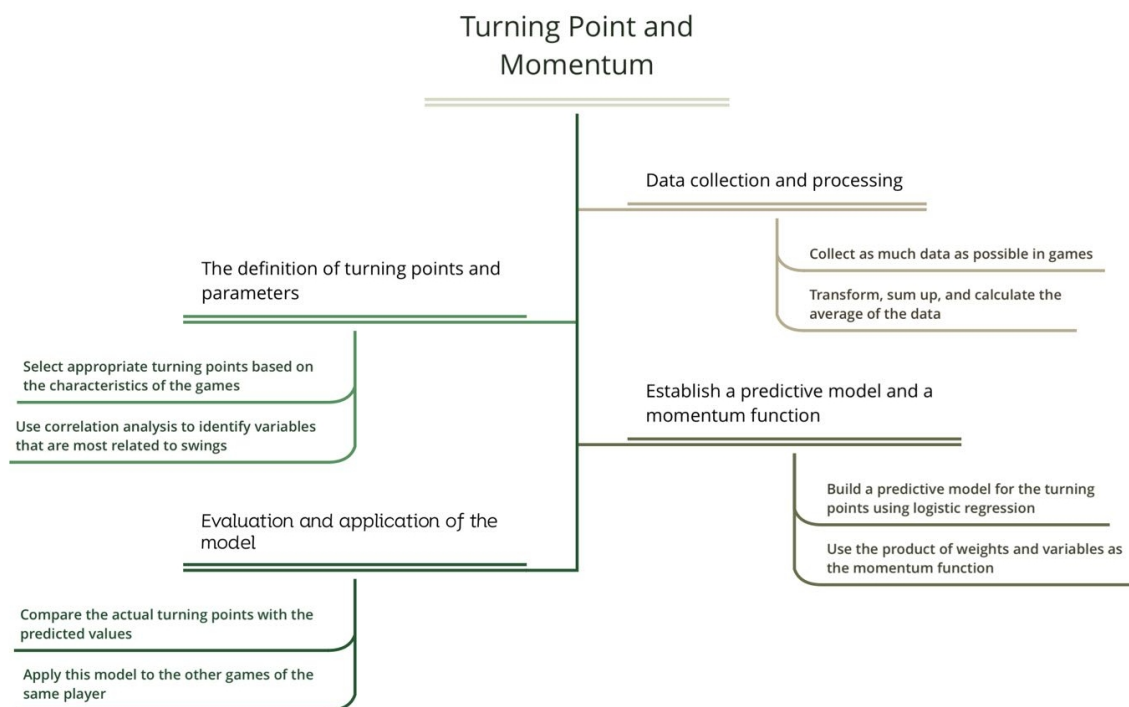 Turning Point and
Momentum
Data collection and processing
Collect as much data as possible in games
Transform, sum up, and calculate the
average of the data
The definition of turning points and
parameters
Select appropriate turning points based on
the characteristics of the games
Use correlation analysis to identify variables
that are most related to swings
Establish a predictive model and a
momentum function
Build a predictive model for the turning
points using logistic regression
Use the product of weights and variables as
the momentum function
Evaluation and application of the
model
Compare the actual turning points with the
predicted values
Apply this model to the other games of the
same player